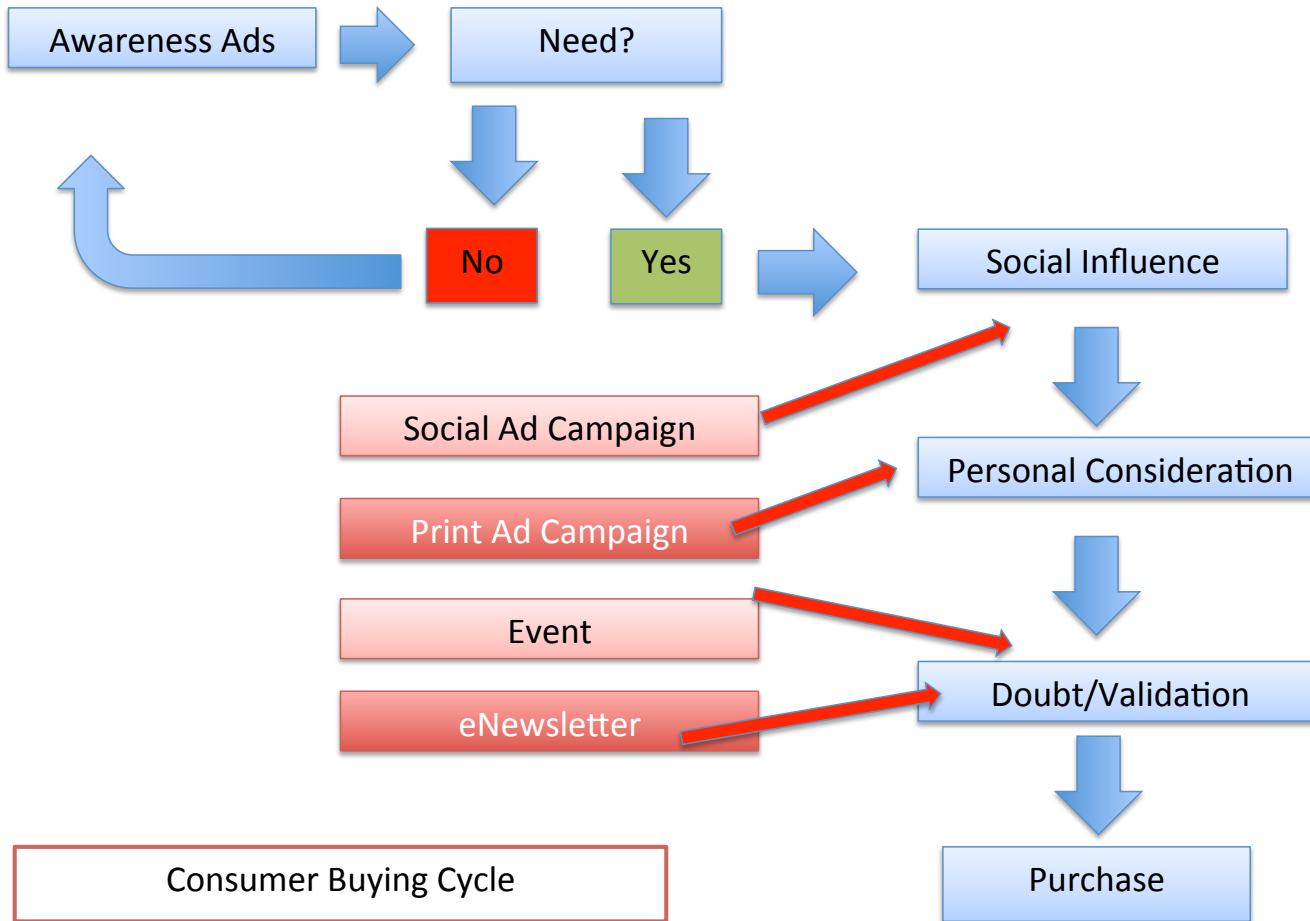 Awareness Ads
Need?
No
Yes
Social Influence
Social Ad Campaign
Personal Consideration
Print Ad Campaign
Event
Doubt/Validation
eNewsletter
Consumer Buying Cycle
Purchase